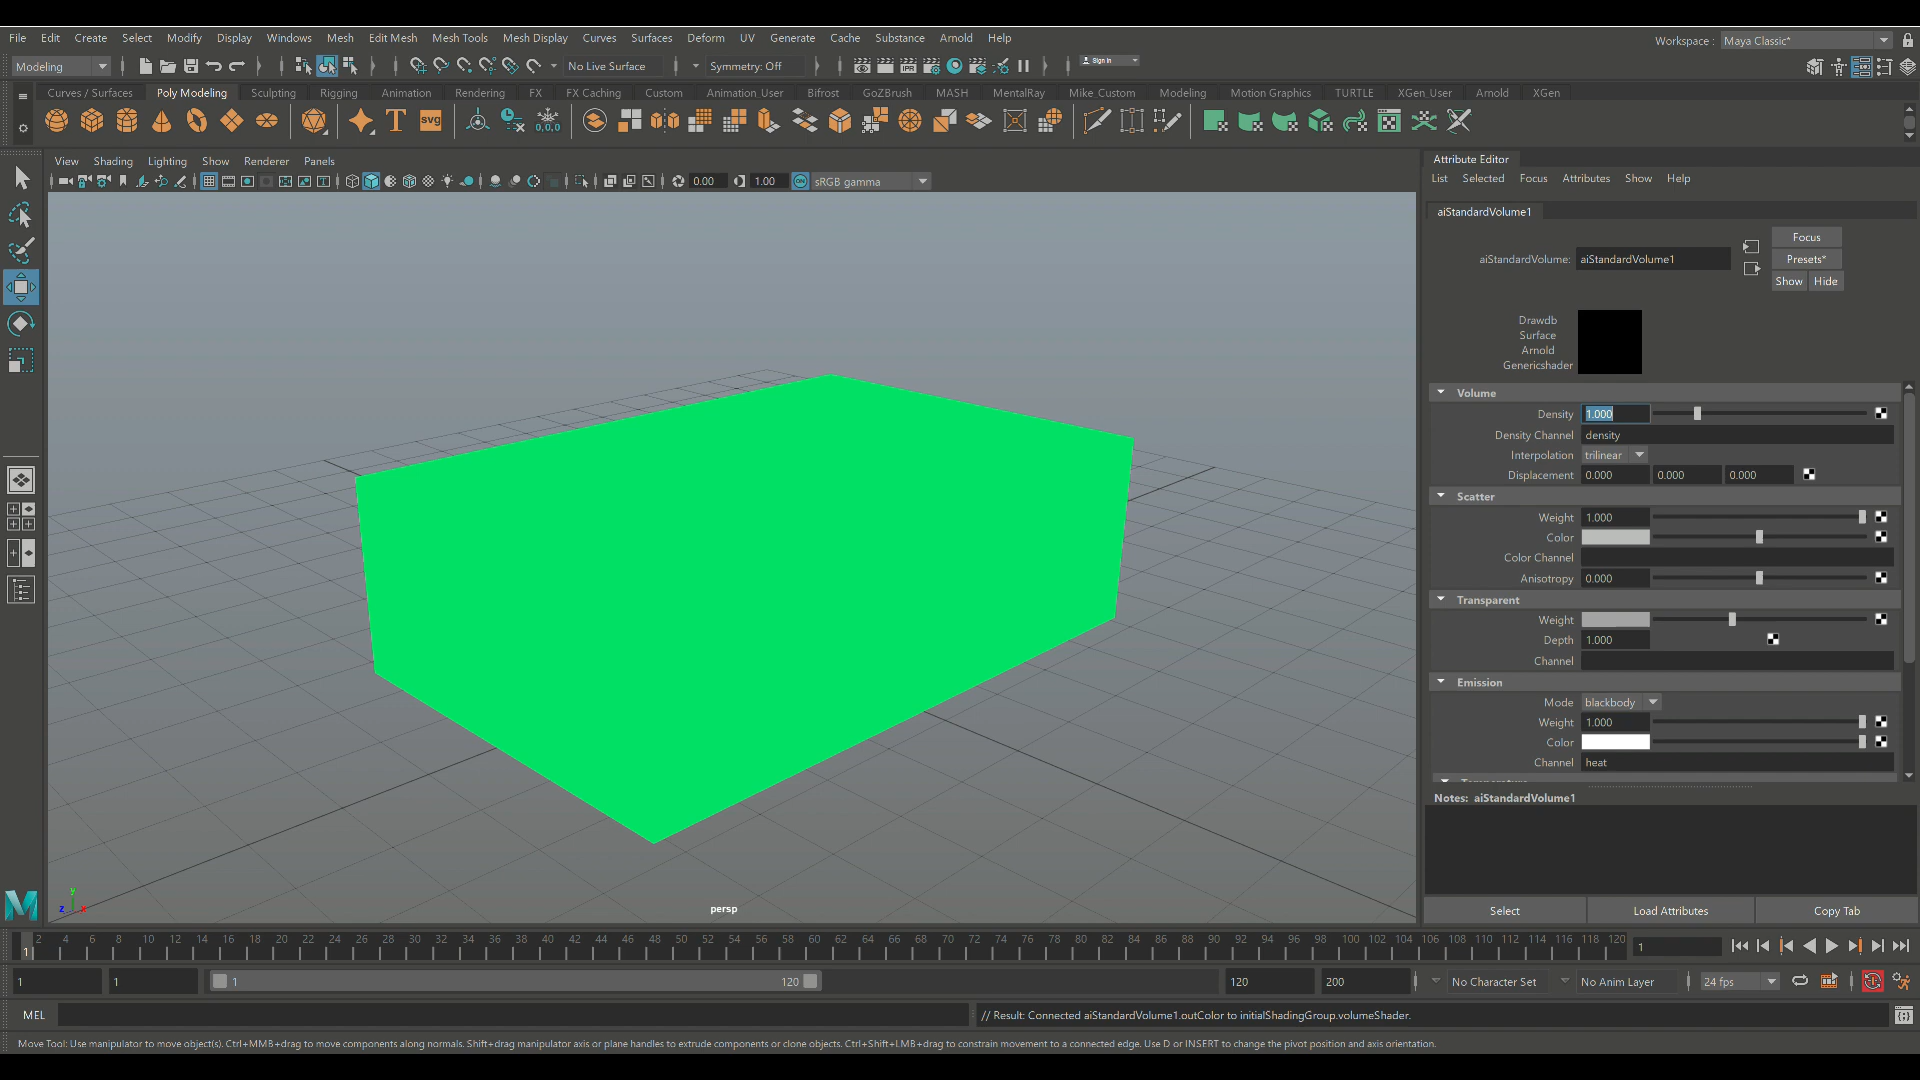 File Edit Create Select Modify Display Windows Mesh Edit Mesh Mesh Tools Mesh Display Curves Surfaces Deform UV Generate Cache Substance Arnold Help
Workspace : Maya Classic*
Modeling No Live Surface Symmetry: Off Sign In
Curves / Surfaces Poly Modeling Sculpting Rigging Animation Rendering FX FX Caching Custom Animation_User Bifrost GoZBrush MASH MentalRay Mike_Custom Modeling Motion Graphics TURTLE XGen_User Arnold XGen
T svg 0,0,0
View Shading Lighting Show Renderer Panels
0.00 1.00 ON sRGB gamma
Attribute Editor
List Selected Focus Attributes Show Help
aiStandardVolume1
aiStandardVolume: aiStandardVolume1
Focus
Presets*
Show Hide
Drawdb
Surface
Arnold
Genericshader
Volume
Density 1.000
Density Channel density
Interpolation trilinear
Displacement 0.000 0.000 0.000
Scatter
Weight 1.000
Color
Color Channel
Anisotropy 0.000
Transparent
Weight
Depth 1.000
Channel
Emission
Mode blackbody
Weight 1.000
Color
Channel heat
Notes: aiStandardVolume1
Select Load Attributes Copy Tab
y
z x
persp
M
2 4 6 8 10 12 14 16 18 20 22 24 26 28 30 32 34 36 38 40 42 44 46 48 50 52 54 56 58 60 62 64 66 68 70 72 74 76 78 80 82 84 86 88 90 92 94 96 98 100 102 104 106 108 110 112 114 116 118 120
1 1
1 1 1 120 120 200 No Character Set No Anim Layer 24 fps
MEL // Result: Connected aiStandardVolume1.outColor to initialShadingGroup.volumeShader.
Move Tool: Use manipulator to move object(s). Ctrl+MMB+drag to move components along normals. Shift+drag manipulator axis or plane handles to extrude components or clone objects. Ctrl+Shift+LMB+drag to constrain movement to a connected edge. Use D or INSERT to change the pivot position and axis orientation.